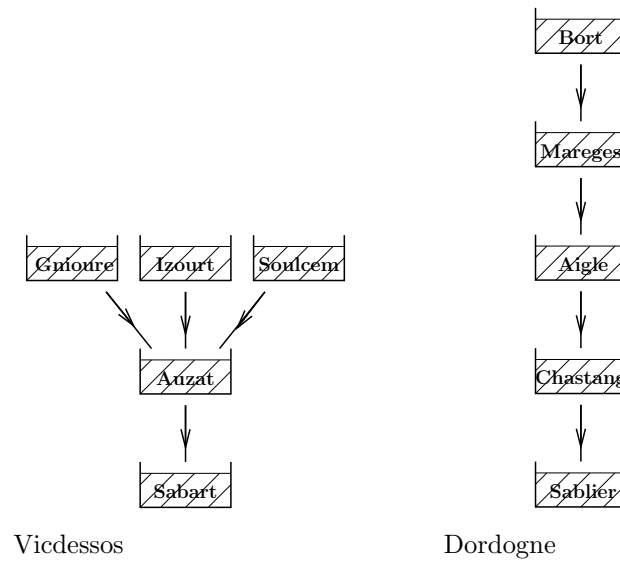 Bort
Mareges
Gnioure Izourt Soulcem Aigle
Auzat Chastang
Sabart Sablier
Vicdessos Dordogne